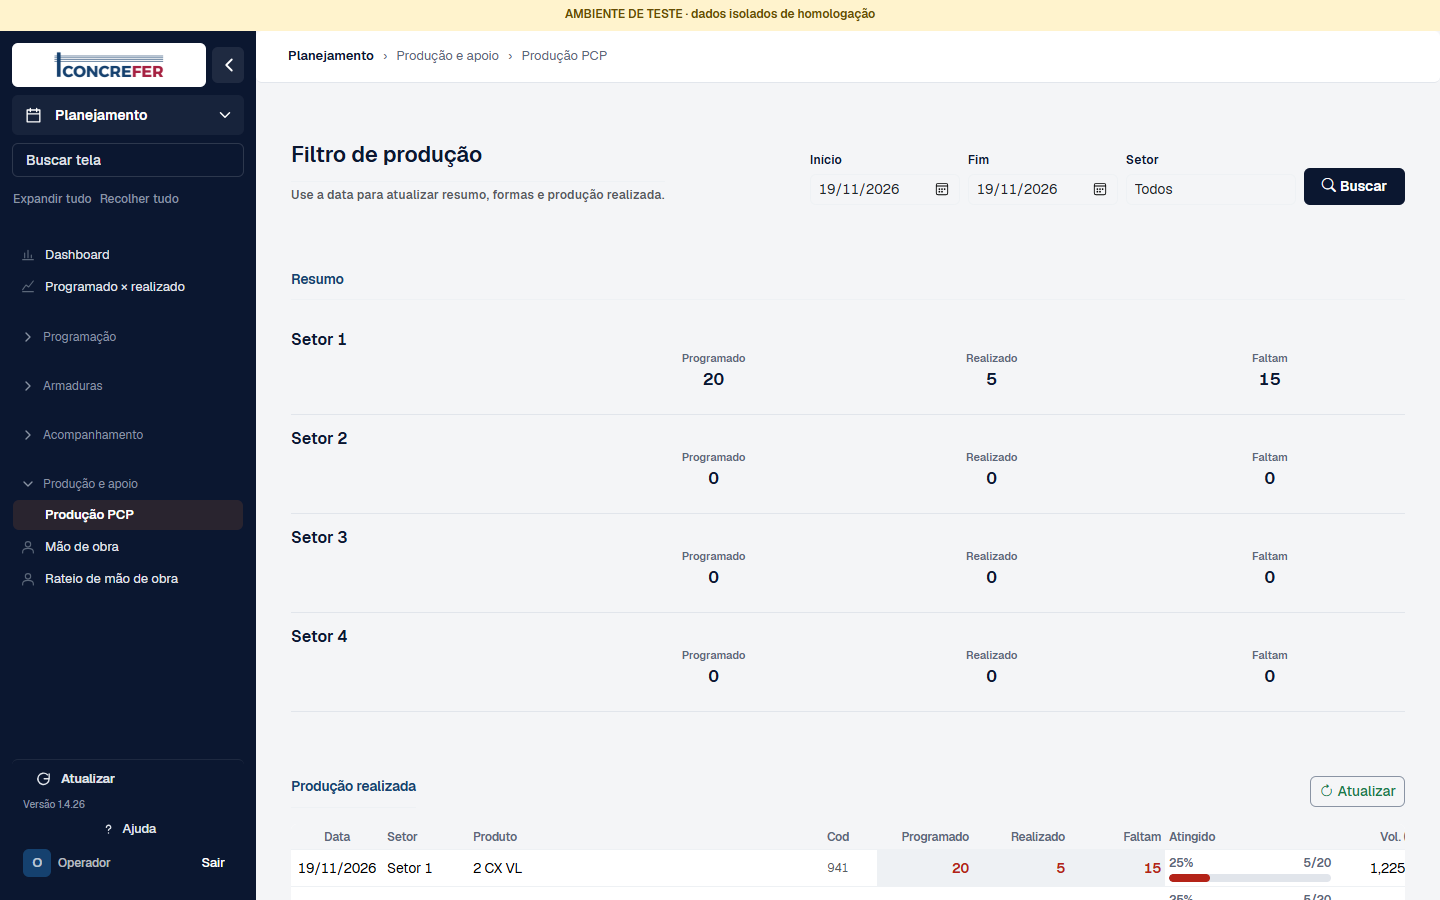 AMBIENTE DE TESTE · dados isolados de homologação
CONCREFER
Planejamento
Buscar tela
Expandir tudo Recolher tudo
Dashboard
Programado × realizado
Programação
Armaduras
Acompanhamento
Produção e apoio
Produção PCP
Mão de obra
Rateio de mão de obra
Atualizar
Versão 1.4.26
? Ajuda
O Operador Sair
Planejamento › Produção e apoio › Produção PCP
Filtro de produção
Use a data para atualizar resumo, formas e produção realizada.
Início Fim Setor
19/11/2026 19/11/2026 Todos Buscar
Resumo
Setor 1
Programado Realizado Faltam
20 5 15
Setor 2
Programado Realizado Faltam
0 0 0
Setor 3
Programado Realizado Faltam
0 0 0
Setor 4
Programado Realizado Faltam
0 0 0
Produção realizada Atualizar
Data Setor Produto Cod Programado Realizado Faltam Atingido Vol.
19/11/2026 Setor 1 2 CX VL 941 20 5 15 25% 5/20 1,225
25% 5/20